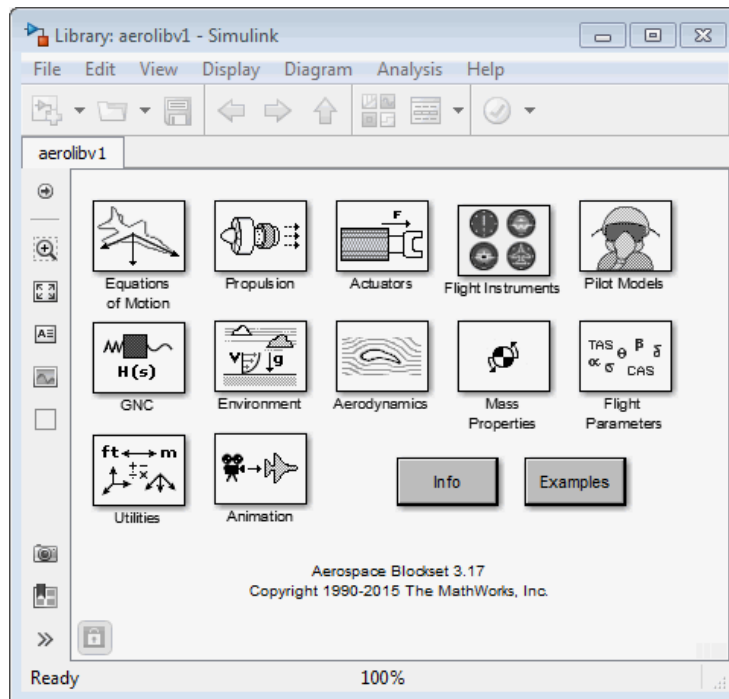 Library: aerolibv1 - Simulink
File Edit View Display Diagram Analysis Help
aerolibv1
F
Equations
of Motion
Propulsion
Actuators
Flight Instruments
Pilot Models
H(s)
V g
TAS θ β δ
α σ CAS
GNC
Environment
Aerodynamics
Mass
Properties
Flight
Parameters
ft m
+ − ÷ x
Utilities
Animation
Info
Examples
Aerospace Blockset 3.17
Copyright 1990-2015 The MathWorks, Inc.
Ready 100%